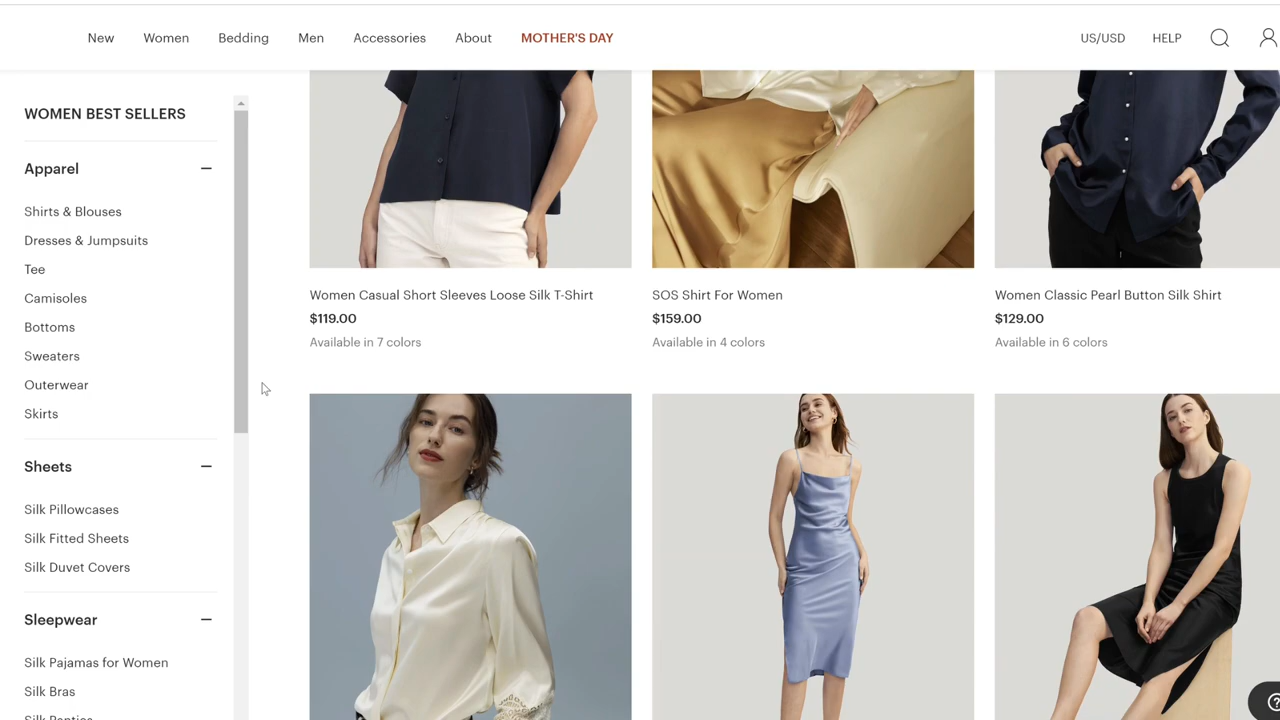 New Women Bedding Men Accessories About MOTHER'S DAY US/USD HELP
WOMEN BEST SELLERS
Apparel
Shirts & Blouses
Dresses & Jumpsuits
Tee
Camisoles
Bottoms
Sweaters
Outerwear
Skirts
Sheets
Silk Pillowcases
Silk Fitted Sheets
Silk Duvet Covers
Sleepwear
Silk Pajamas for Women
Silk Bras
Silk Panties
Women Casual Short Sleeves Loose Silk T-Shirt
$119.00
Available in 7 colors
SOS Shirt For Women
$159.00
Available in 4 colors
Women Classic Pearl Button Silk Shirt
$129.00
Available in 6 colors